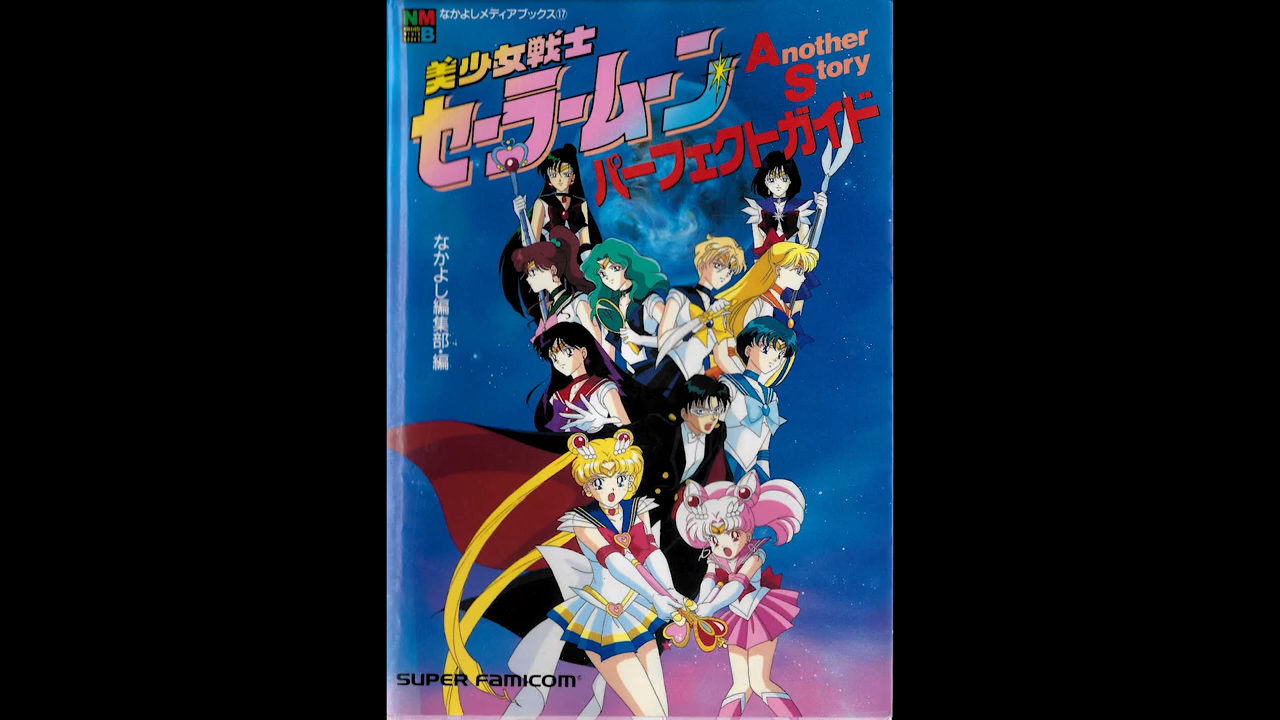 NMB
なかよしメディアブックス⑰
美少女戦士
セーラームーン
Another
Story
パーフェクトガイド
なかよし編集部・編
SUPER FAMICOM